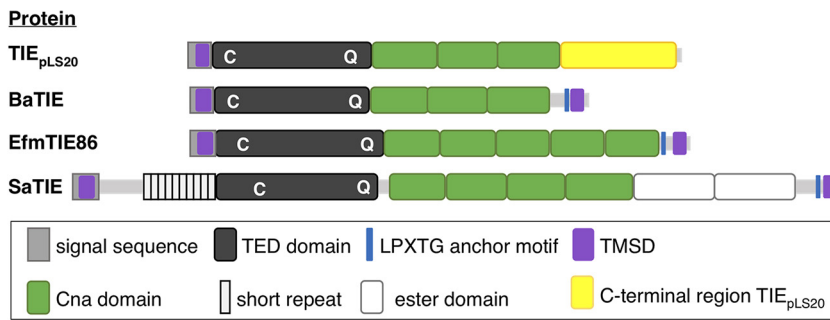 Protein
TIEpLS20 C Q
BaTIE C Q
EfmTIE86 C Q
SaTIE C Q
signal sequence TED domain LPXTG anchor motif TMSD
Cna domain short repeat ester domain C-terminal region TIEpLS20